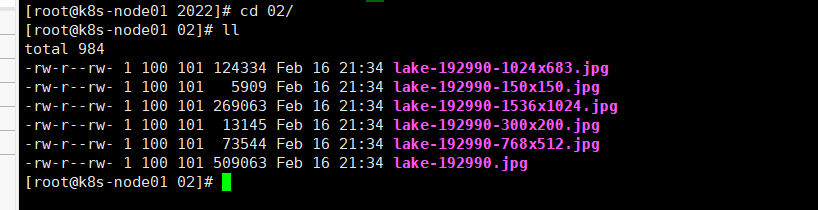 [root@k8s-node01 2022]# cd 02/
[root@k8s-node01 02]# ll
total 984
-rw-r--rw- 1 100 101 124334 Feb 16 21:34 lake-192990-1024x683.jpg
-rw-r--rw- 1 100 101   5909 Feb 16 21:34 lake-192990-150x150.jpg
-rw-r--rw- 1 100 101 269063 Feb 16 21:34 lake-192990-1536x1024.jpg
-rw-r--rw- 1 100 101  13145 Feb 16 21:34 lake-192990-300x200.jpg
-rw-r--rw- 1 100 101  73544 Feb 16 21:34 lake-192990-768x512.jpg
-rw-r--rw- 1 100 101 509063 Feb 16 21:34 lake-192990.jpg
[root@k8s-node01 02]#